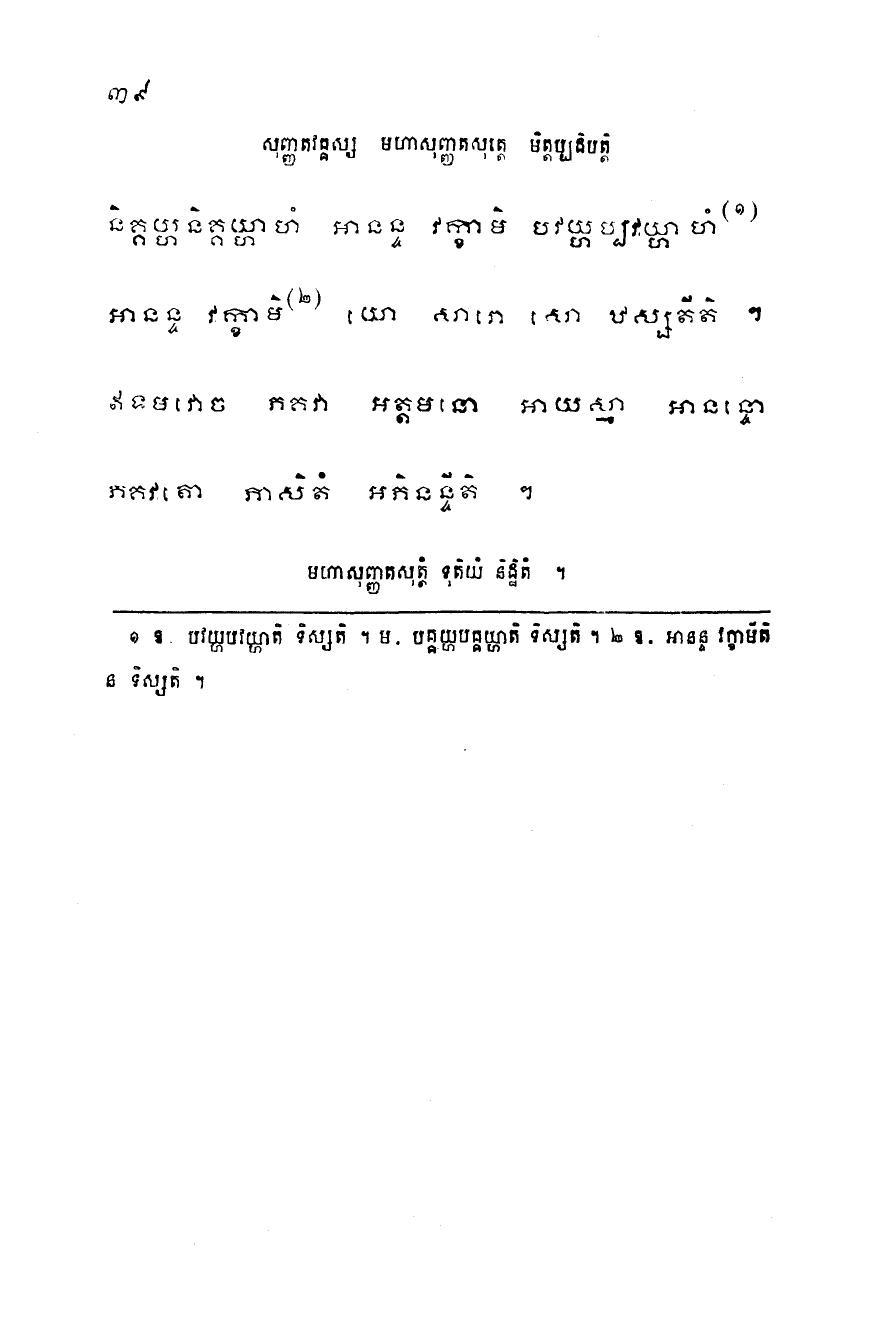 ៣៩
សុញ្ញតវគ្គស្ស មហាសុញ្ញតសុត្តេ មិត្តប្បដិបត្តិ
និគ្គយ្ហនិគ្គយ្ហាហំ អានន្ទ វក្ខាមិ បវយ្ហប្បវយ្ហាហំ(១)
អានន្ទ វក្ខាមិ(២) យោ សារោ សោ ឋស្សតីតិ ។
ឥទមវោច ភគវា អត្តមនោ អាយស្មា អានន្ទោ
ភគវតោ ភាសិតំ អភិនន្ទីតិ ។
មហាសុញ្ញតសុត្តំ ទុតិយំ និដ្ឋិតំ ។
១ ឱ. បវយ្ហបវយ្ហាតិ ទិស្សតិ ។ ម. បគ្គយ្ហបគ្គយ្ហាតិ ទិស្សតិ ។ ២ ឱ. អានន្ទ វក្ខាមីតិ
ន ទិស្សតិ ។